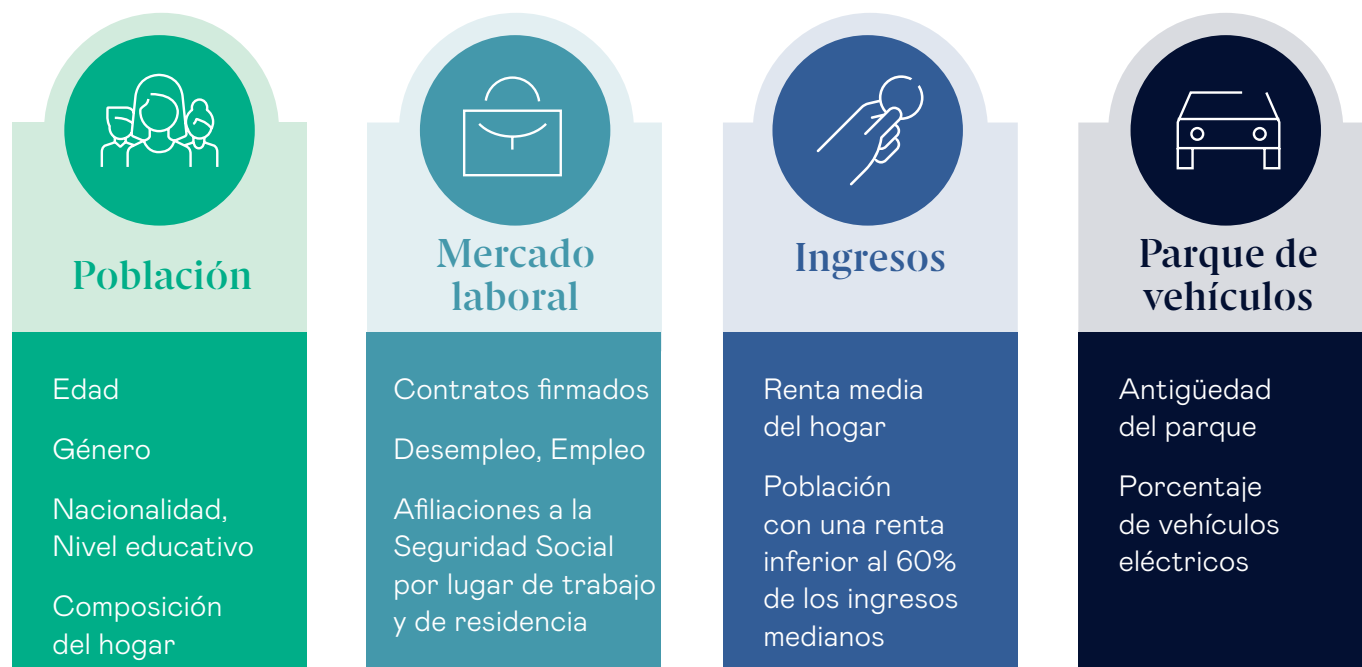 Población
Edad
Género
Nacionalidad,
Nivel educativo
Composición
del hogar
Mercado
laboral
Contratos firmados
Desempleo, Empleo
Afiliaciones a la
Seguridad Social
por lugar de trabajo
y de residencia
Ingresos
Renta media
del hogar
Población
con una renta
inferior al 60%
de los ingresos
medianos
Parque de
vehículos
Antigüedad
del parque
Porcentaje
de vehículos
eléctricos